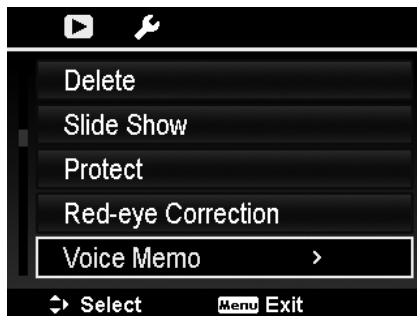 Delete
Slide Show
Protect
Red-eye Correction
Voice Memo >
Select Menu Exit